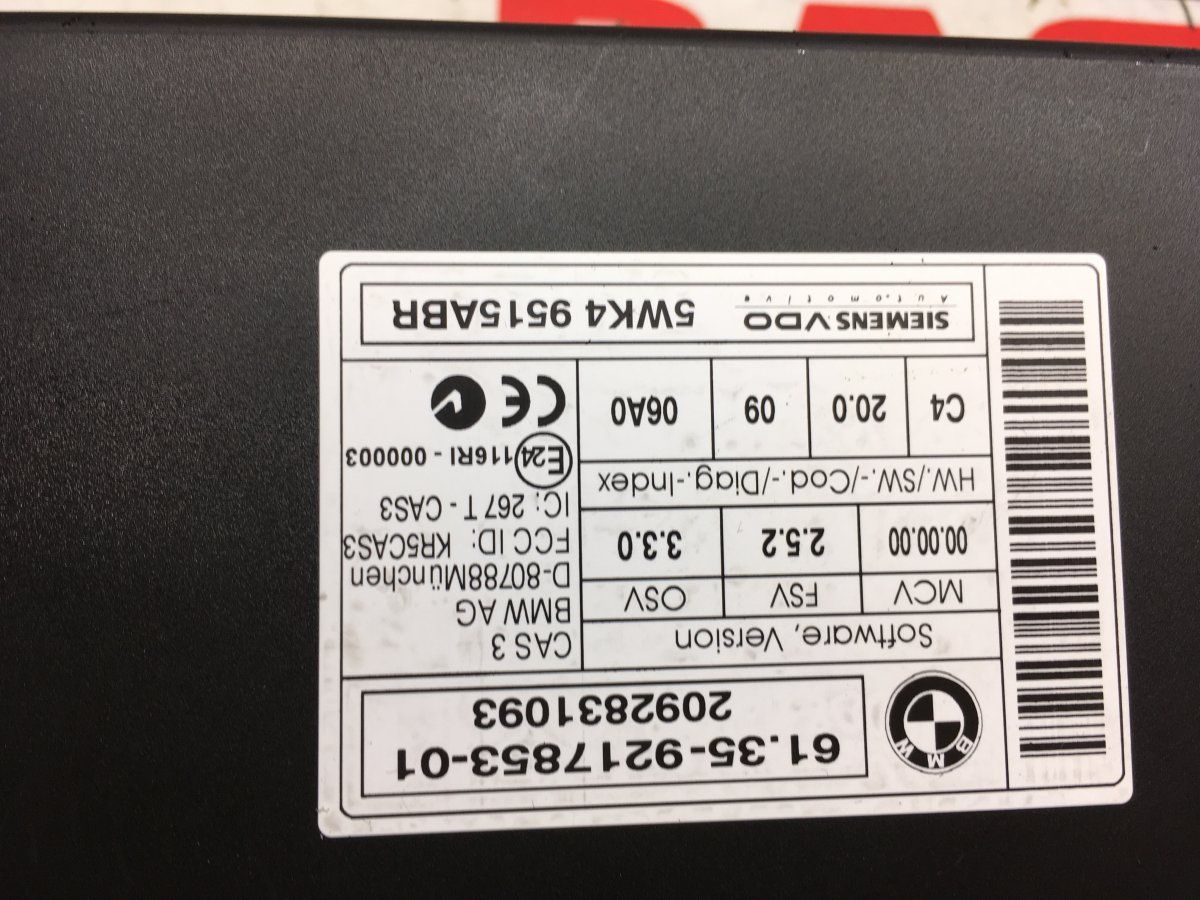 BMW
61.35-9217853-01
2092831093
Software, Version
MCV FSV OSV
00.00.00 2.5.2 3.3.0
HW./SW.-/Cod.-/Diag.-Index
C4 20.0 09 06A0
CAS 3
BMW AG
D-80788München
FCC ID: KR5CAS3
IC: 267 T - CAS3
E24 116RI - 000003
CE
SIEMENS VDO 5WK4 9515ABR
Automotive